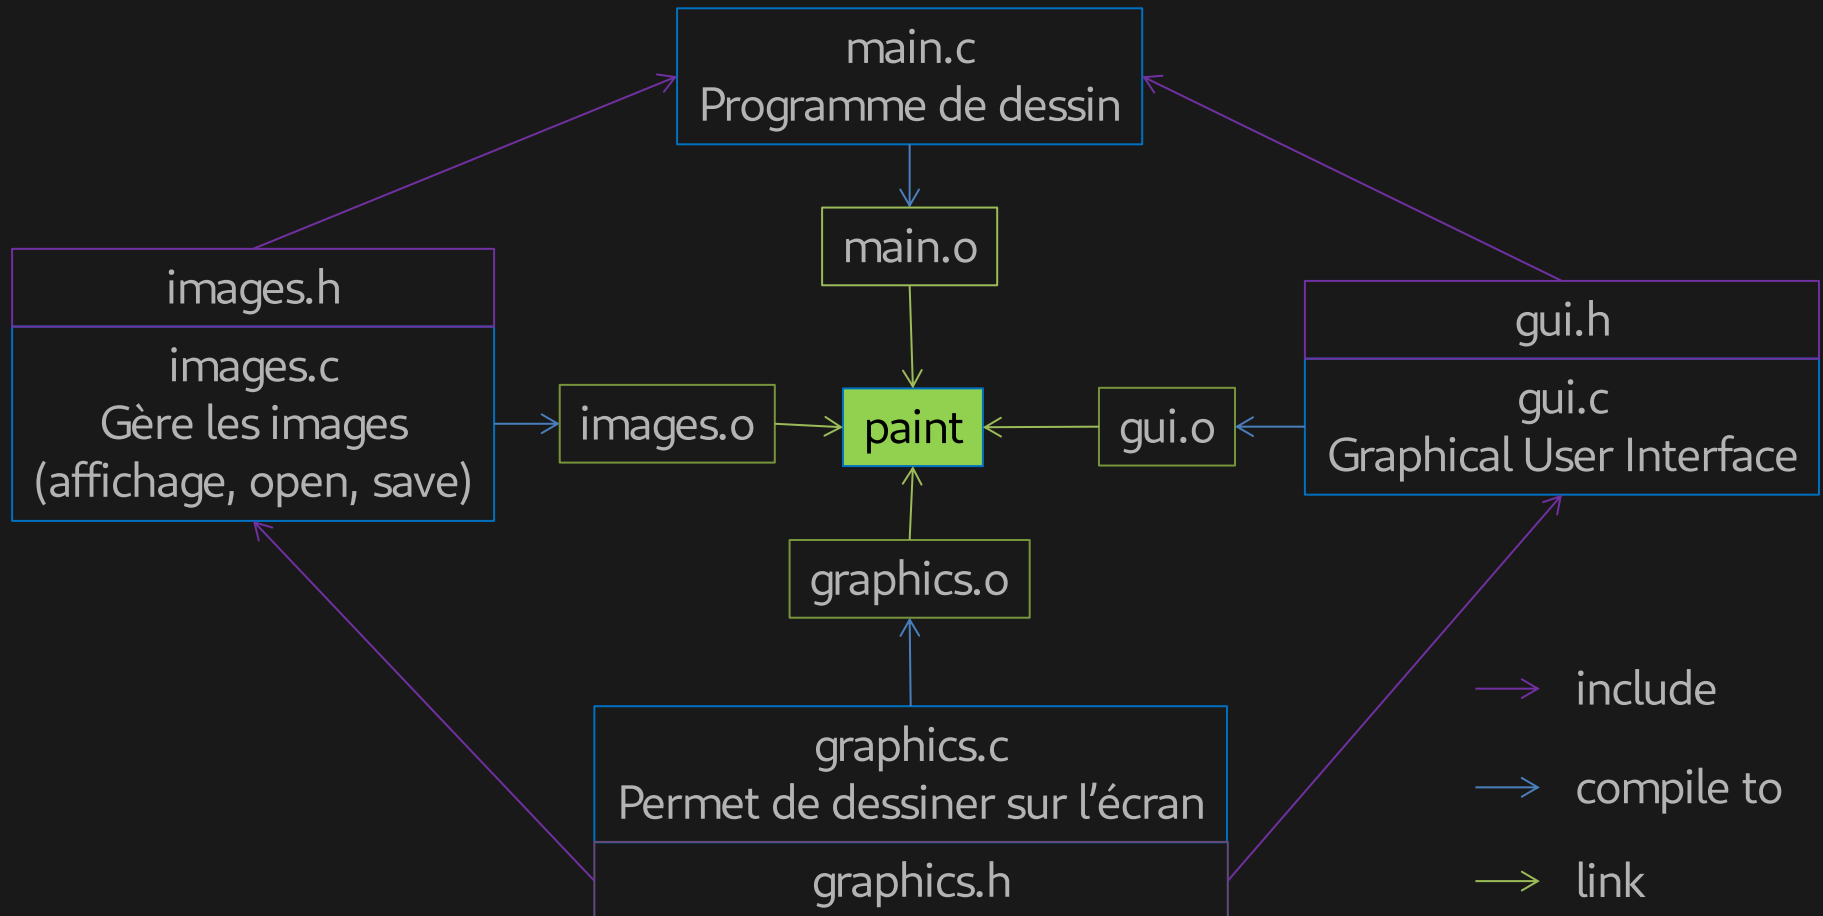 main.c
Programme de dessin
main.o
images.h
images.c
Gère les images
(affichage, open, save)
images.o
paint
gui.o
gui.h
gui.c
Graphical User Interface
graphics.o
graphics.c
Permet de dessiner sur l’écran
graphics.h
include
compile to
link